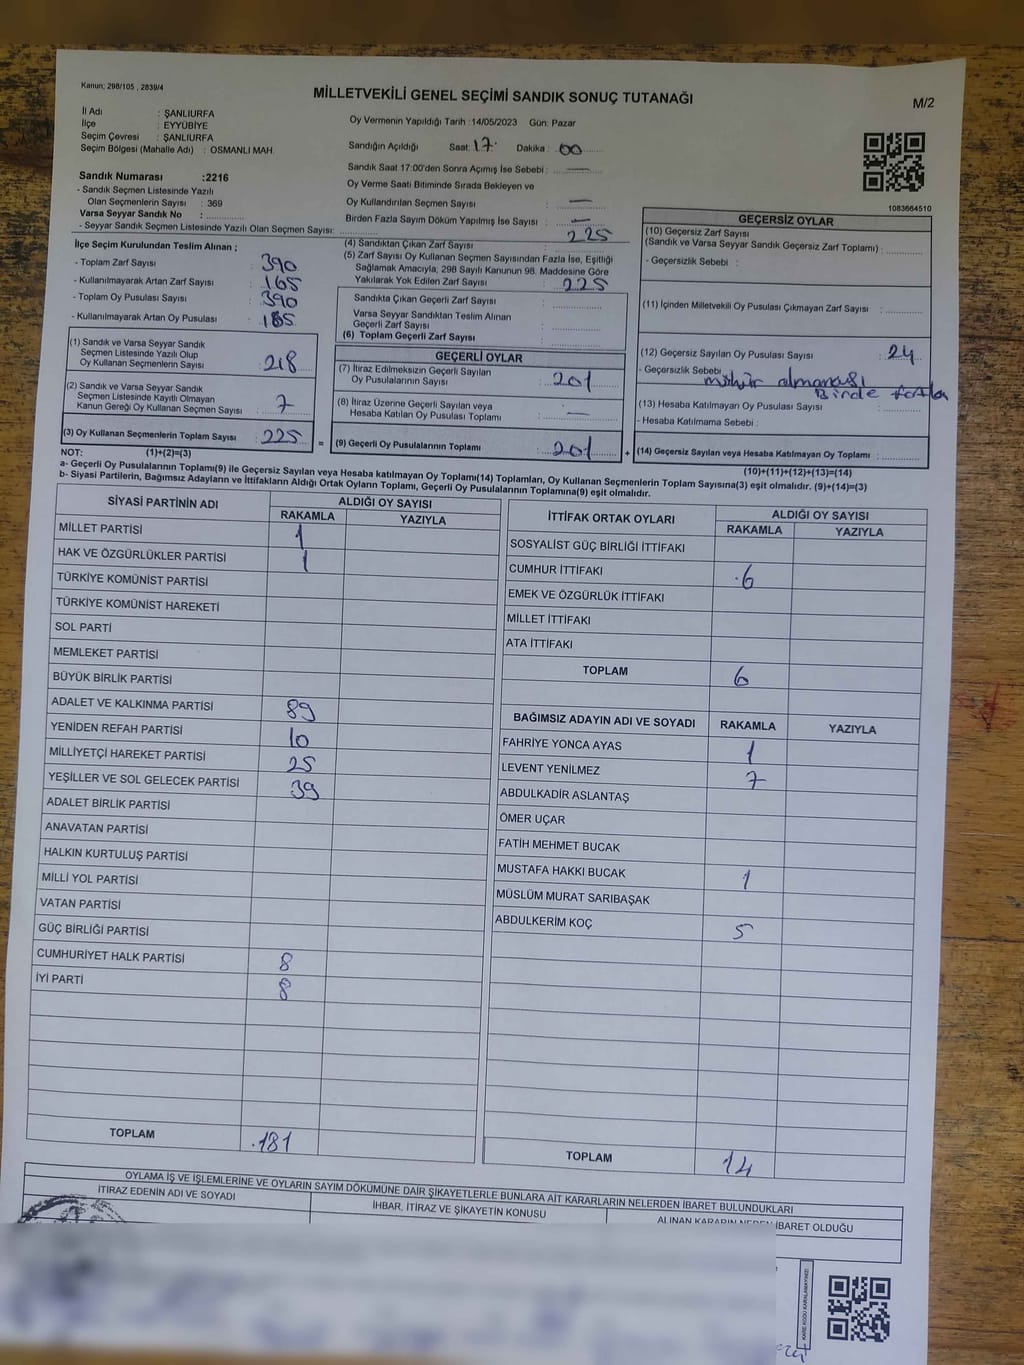 Kanun; 298/105 , 2839/4
MİLLETVEKİLİ GENEL SEÇİMİ SANDIK SONUÇ TUTANAĞI
M/2
İl Adı : ŞANLIURFA
İlçe : EYYÜBİYE
Seçim Çevresi : ŞANLIURFA
Seçim Bölgesi (Mahalle Adı) : OSMANLI MAH.
Sandık Numarası :2216
- Sandık Seçmen Listesinde Yazılı
Olan Seçmenlerin Sayısı : 369
Varsa Seyyar Sandık No :
- Seyyar Sandık Seçmen Listesinde Yazılı Olan Seçmen Sayısı:
Oy Vermenin Yapıldığı Tarih :14/05/2023 Gün: Pazar
Sandığın Açıldığı Saat: 17 Dakika : 00
Sandık Saat 17:00'den Sonra Açımış İse Sebebi : —
Oy Verme Saati Bitiminde Sırada Bekleyen ve
Oy Kullandırılan Seçmen Sayısı : —
Birden Fazla Sayım Döküm Yapılmış İse Sayısı : —
1083664510
İlçe Seçim Kurulundan Teslim Alınan ;
- Toplam Zarf Sayısı : 390
- Kullanılmayarak Artan Zarf Sayısı : 165
- Toplam Oy Pusulası Sayısı : 390
- Kullanılmayarak Artan Oy Pusulası : 165
(1) Sandık ve Varsa Seyyar Sandık
Seçmen Listesinde Yazılı Olup
Oy Kullanan Seçmenlerin Sayısı : 218
(2) Sandık ve Varsa Seyyar Sandık
Seçmen Listesinde Kayıtlı Olmayan
Kanun Gereği Oy Kullanan Seçmen Sayısı : 7
(3) Oy Kullanan Seçmenlerin Toplam Sayısı : 225
(1)+(2)=(3)
(4) Sandıktan Çıkan Zarf Sayısı : 225
(5) Zarf Sayısı Oy Kullanan Seçmen Sayısından Fazla İse, Eşitliği
Sağlamak Amacıyla, 298 Sayılı Kanunun 98. Maddesine Göre
Yakılarak Yok Edilen Zarf Sayısı : 225
Sandıkta Çıkan Geçerli Zarf Sayısı :
Varsa Seyyar Sandıktan Teslim Alınan
Geçerli Zarf Sayısı :
(6) Toplam Geçerli Zarf Sayısı :
GEÇERLİ OYLAR
(7) İtiraz Edilmeksizin Geçerli Sayılan
Oy Pusulalarının Sayısı : 201
(8) İtiraz Üzerine Geçerli Sayılan veya
Hesaba Katılan Oy Pusulası Toplamı : —
= (9) Geçerli Oy Pusulalarının Toplamı : 201 +
GEÇERSİZ OYLAR
(10) Geçersiz Zarf Sayısı
(Sandık ve Varsa Seyyar Sandık Geçersiz Zarf Toplamı) :
- Geçersizlik Sebebi :
(11) İçinden Milletvekili Oy Pusulası Çıkmayan Zarf Sayısı :
(12) Geçersiz Sayılan Oy Pusulası Sayısı : 24
- Geçersizlik Sebebi mühür almaması
Birde fazla
(13) Hesaba Katılmayan Oy Pusulası Sayısı :
- Hesaba Katılmama Sebebi :
(14) Geçersiz Sayılan veya Hesaba Katılmayan Oy Toplamı :
(10)+(11)+(12)+(13)=(14)
NOT:
a- Geçerli Oy Pusulalarının Toplamı(9) ile Geçersiz Sayılan veya Hesaba katılmayan Oy Toplamı(14) Toplamları, Oy Kullanan Seçmenlerin Toplam Sayısına(3) eşit olmalıdır. (9)+(14)=(3)
b- Siyasi Partilerin, Bağımsız Adayların ve İttifakların Aldığı Ortak Oyların Toplamı, Geçerli Oy Pusulalarının Toplamına(9) eşit olmalıdır.
SİYASİ PARTİNİN ADI ALDIĞI OY SAYISI
RAKAMLA YAZIYLA
MİLLET PARTİSİ 1
HAK VE ÖZGÜRLÜKLER PARTİSİ 1
TÜRKİYE KOMÜNİST PARTİSİ
TÜRKİYE KOMÜNİST HAREKETİ
SOL PARTİ
MEMLEKET PARTİSİ
BÜYÜK BİRLİK PARTİSİ
ADALET VE KALKINMA PARTİSİ 89
YENİDEN REFAH PARTİSİ 10
MİLLİYETÇİ HAREKET PARTİSİ 25
YEŞİLLER VE SOL GELECEK PARTİSİ 39
ADALET BİRLİK PARTİSİ
ANAVATAN PARTİSİ
HALKIN KURTULUŞ PARTİSİ
MİLLİ YOL PARTİSİ
VATAN PARTİSİ
GÜÇ BİRLİĞİ PARTİSİ
CUMHURİYET HALK PARTİSİ 8
İYİ PARTİ 8
TOPLAM 181
İTTİFAK ORTAK OYLARI ALDIĞI OY SAYISI
RAKAMLA YAZIYLA
SOSYALİST GÜÇ BİRLİĞİ İTTİFAKI
CUMHUR İTTİFAKI 6
EMEK VE ÖZGÜRLÜK İTTİFAKI
MİLLET İTTİFAKI
ATA İTTİFAKI
TOPLAM 6
BAĞIMSIZ ADAYIN ADI VE SOYADI RAKAMLA YAZIYLA
FAHRİYE YONCA AYAS 1
LEVENT YENİLMEZ 7
ABDULKADİR ASLANTAŞ
ÖMER UÇAR
FATİH MEHMET BUCAK
MUSTAFA HAKKI BUCAK 1
MÜSLÜM MURAT SARIBAŞAK
ABDULKERİM KOÇ 5
TOPLAM 14
OYLAMA İŞ VE İŞLEMLERİNE VE OYLARIN SAYIM DÖKÜMÜNE DAİR ŞİKAYETLERLE BUNLARA AİT KARARLARIN NELERDEN İBARET BULUNDUKLARI
İTİRAZ EDENİN ADI VE SOYADI
İHBAR, İTİRAZ VE ŞİKAYETİN KONUSU
ALINAN KARARIN NEDEN İBARET OLDUĞU
KARE KODU KARALAMAYINIZ!